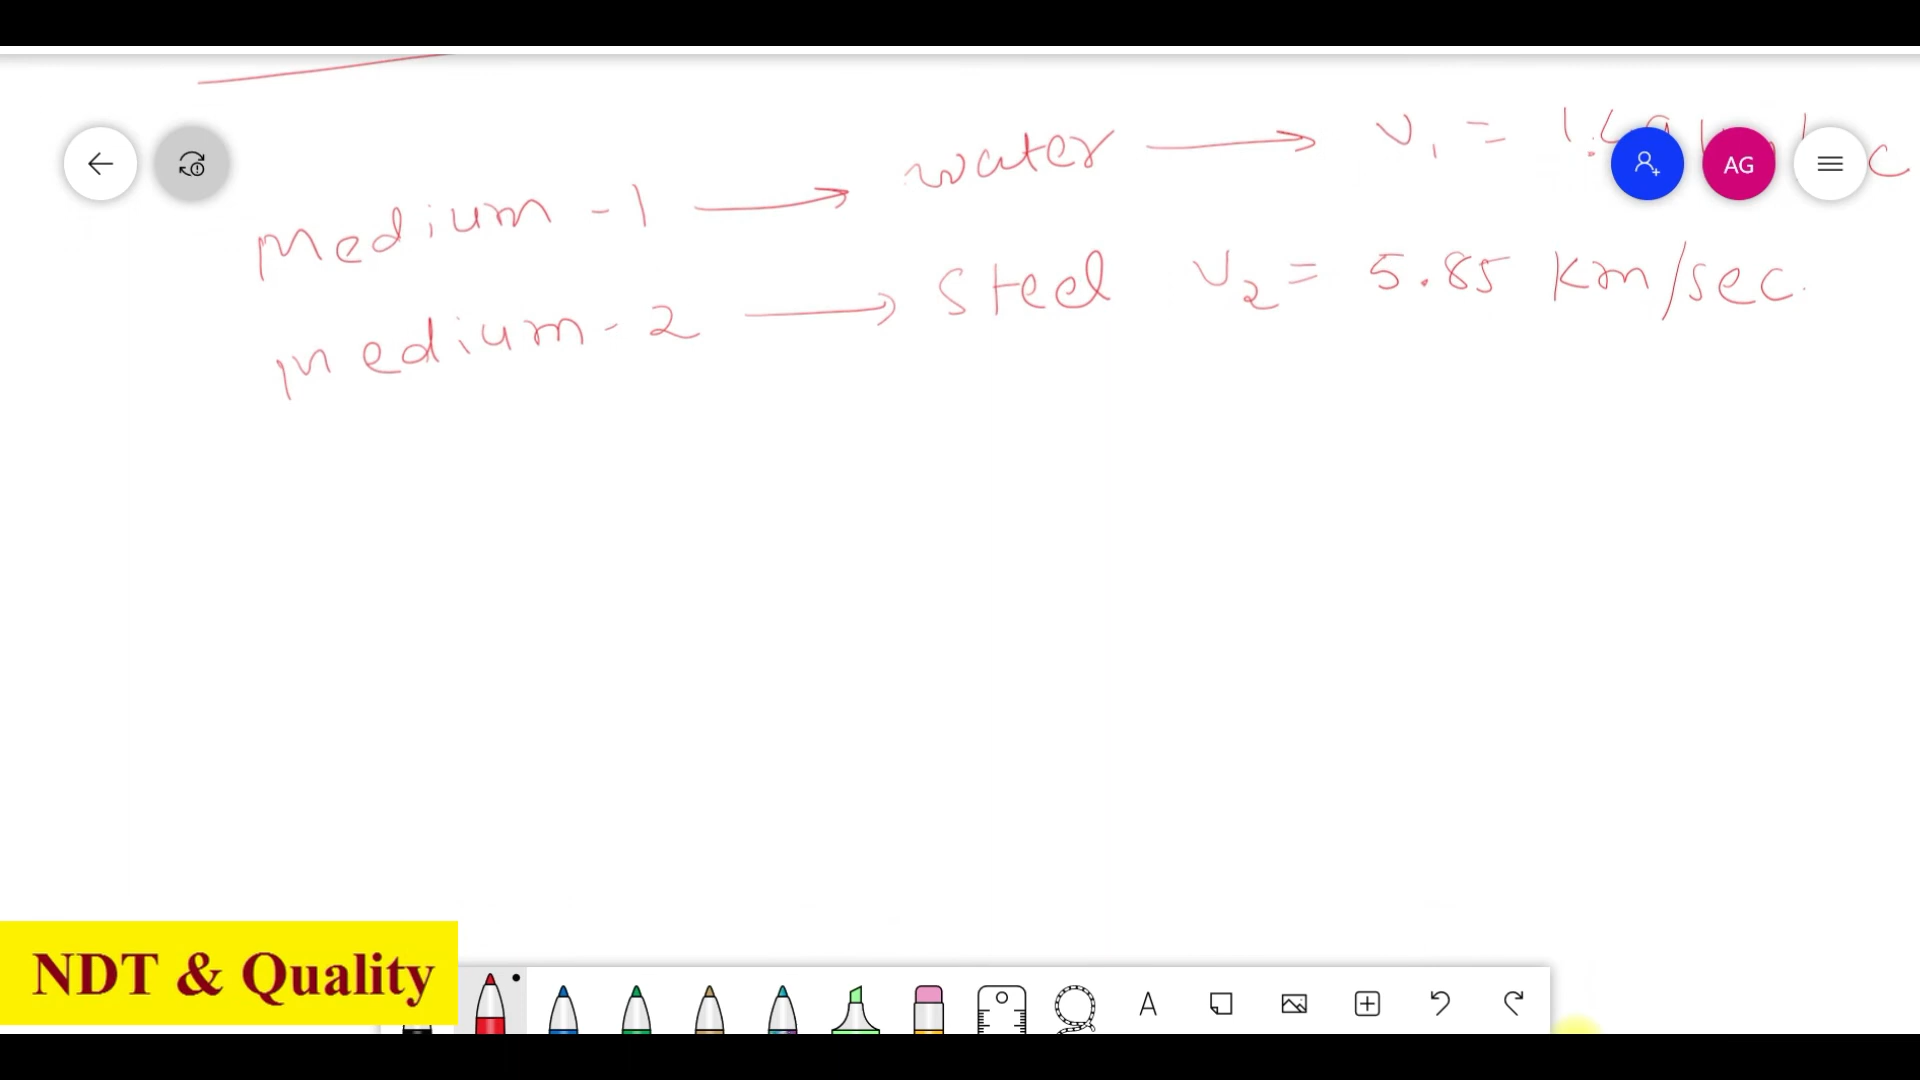 medium - 1 → water → v₁ =
medium - 2 → Steel v₂ = 5.85 Km/sec.
AG
NDT & Quality
A